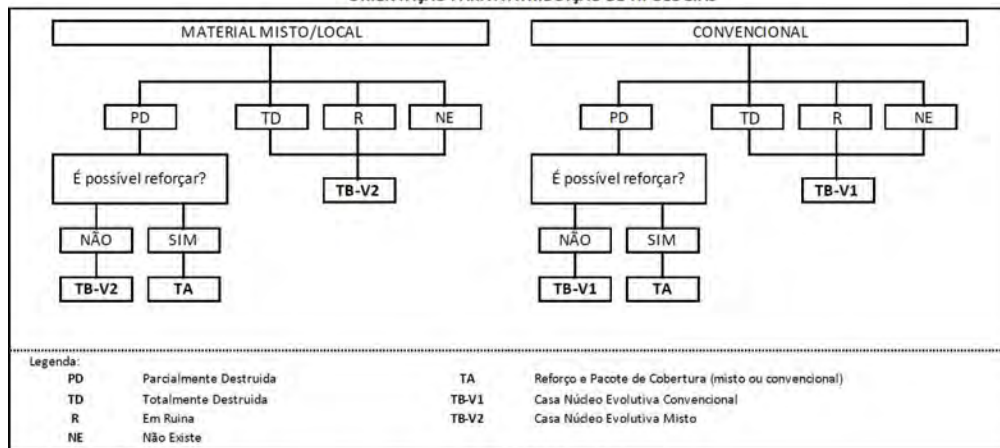 MATERIAL MISTO/LOCAL CONVENCIONAL
PD TD R NE PD TD R NE
É possível reforçar? TB-V2 É possível reforçar? TB-V1
NÃO SIM NÃO SIM
TB-V2 TA TB-V1 TA
Legenda:
PD Parcialmente Destruida TA Reforço e Pacote de Cobertura (misto ou convencional)
TD Totalmente Destruida TB-V1 Casa Núcleo Evolutiva Convencional
R Em Ruina TB-V2 Casa Núcleo Evolutiva Misto
NE Não Existe